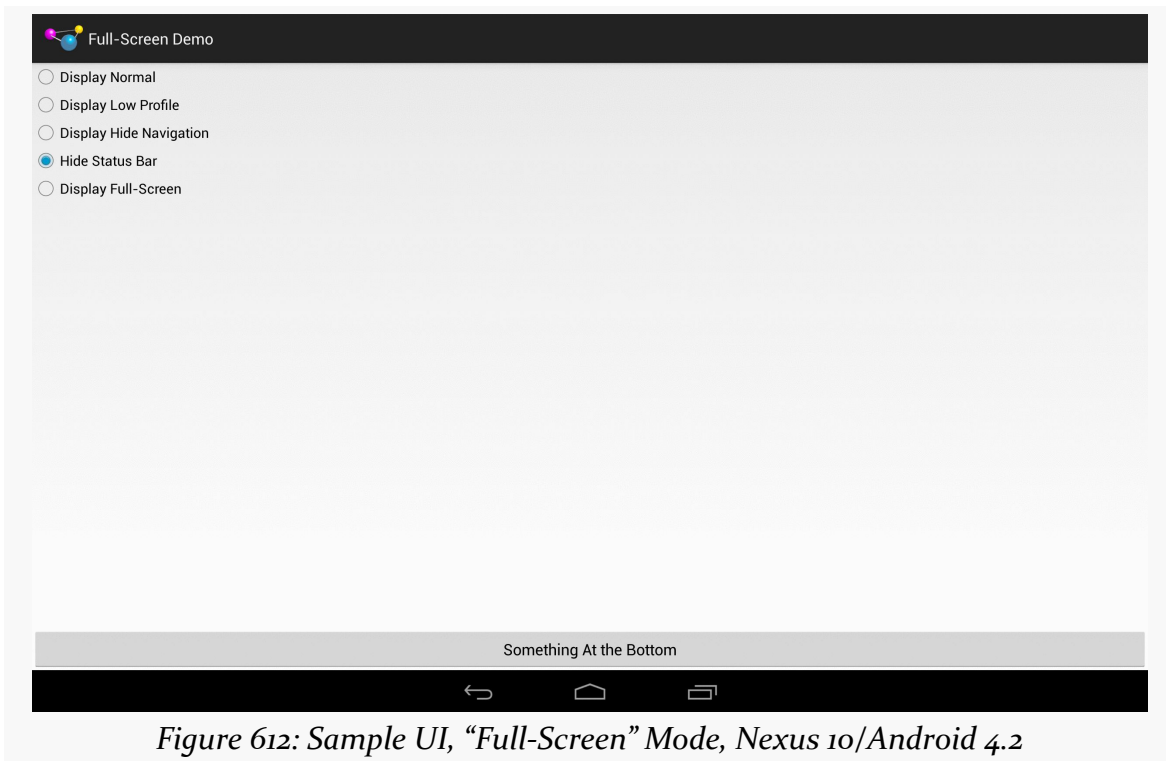 Full-Screen Demo
Display Normal
Display Low Profile
Display Hide Navigation
Hide Status Bar
Display Full-Screen
Something At the Bottom
Figure 612: Sample UI, “Full-Screen” Mode, Nexus 10/Android 4.2